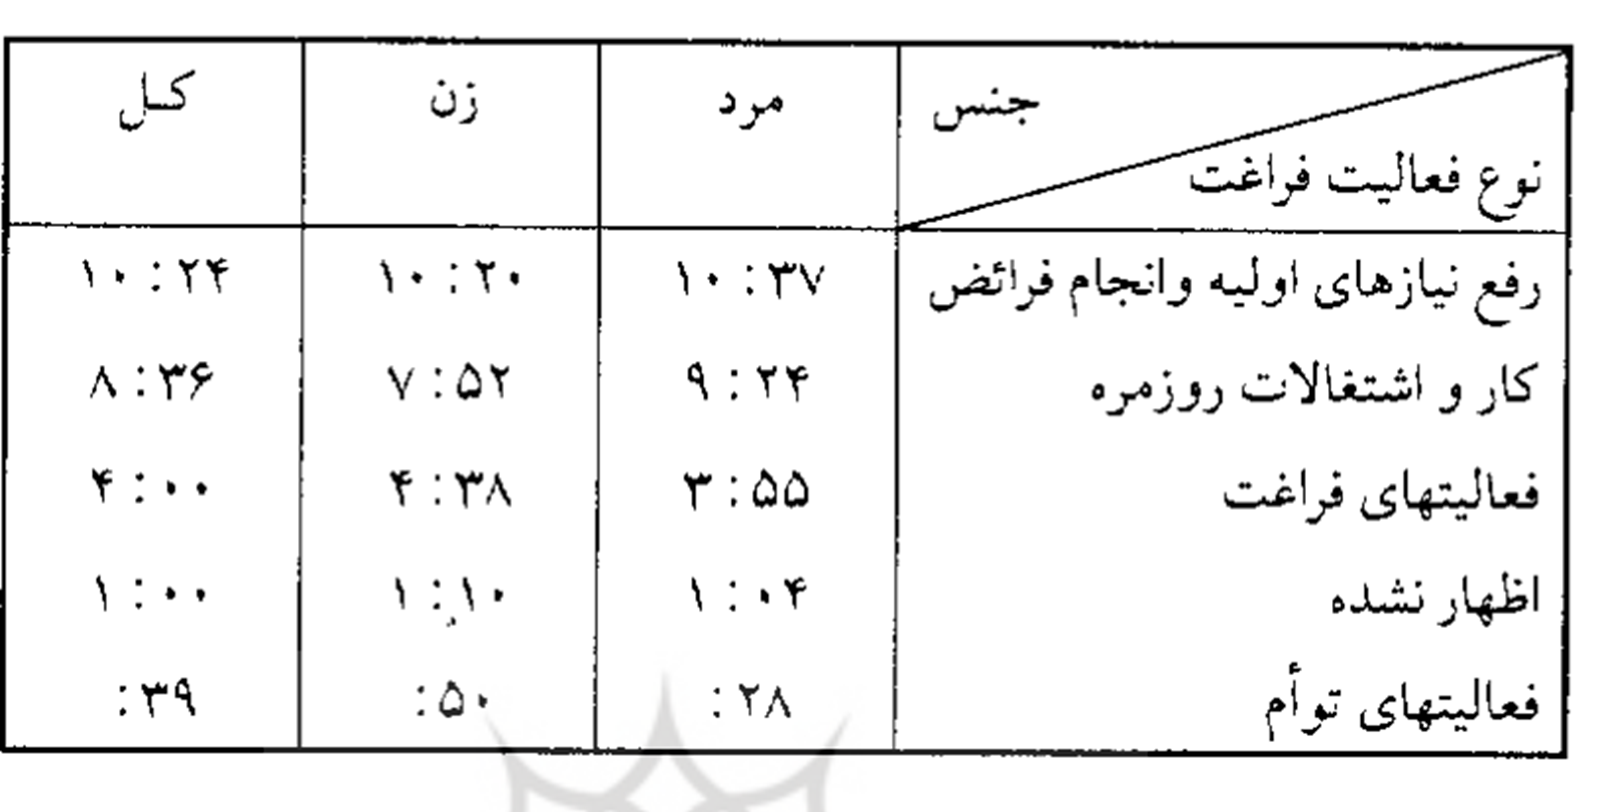 جنس مرد زن کل
نوع فعالیت فراغت
رفع نیازهای اولیه وانجام فرائض ۱۰:۳۷ ۱۰:۲۰ ۱۰:۲۴
کار و اشتغالات روزمره ۹:۲۴ ۷:۵۲ ۸:۳۶
فعالیتهای فراغت ۳:۵۵ ۴:۳۸ ۴:۰۰
اظهار نشده ۱:۰۴ ۱:۱۰ ۱:۰۰
فعالیتهای توأم :۲۸ :۵۰ :۳۹